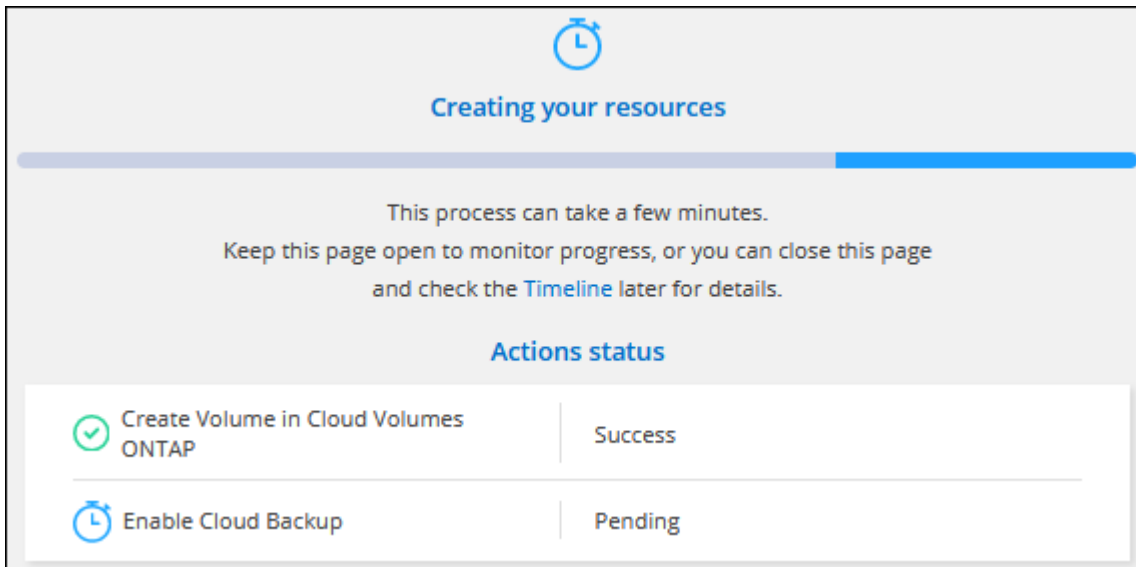 Creating your resources
This process can take a few minutes.
Keep this page open to monitor progress, or you can close this page
and check the Timeline later for details.
Actions status
Create Volume in Cloud Volumes
ONTAP
Success
Enable Cloud Backup
Pending